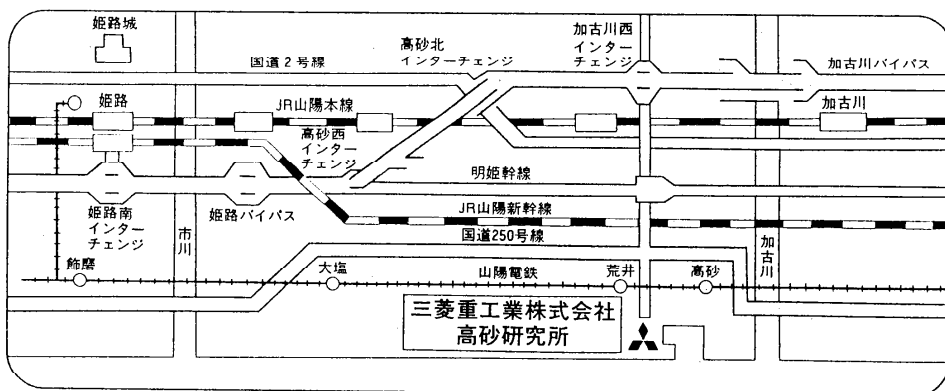 姫路城
国道2号線
高砂北
インターチェンジ
加古川西
インター
チェンジ
加古川バイパス
姫路
JR山陽本線
加古川
高砂西
インター
チェンジ
明姫幹線
姫路南
インター
チェンジ
姫路バイパス
市川
JR山陽新幹線
国道250号線
加古川
飾磨
大塩
山陽電鉄
荒井
高砂
三菱重工業株式会社
高砂研究所